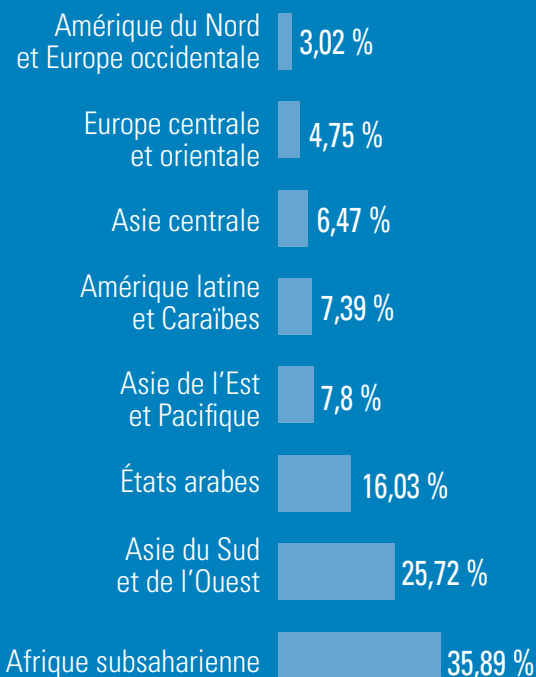 Amérique du Nord
et Europe occidentale
3,02 %
Europe centrale
et orientale
4,75 %
Asie centrale
6,47 %
Amérique latine
et Caraïbes
7,39 %
Asie de l'Est
et Pacifique
7,8 %
États arabes
16,03 %
Asie du Sud
et de l'Ouest
25,72 %
Afrique subsaharienne
35,89 %